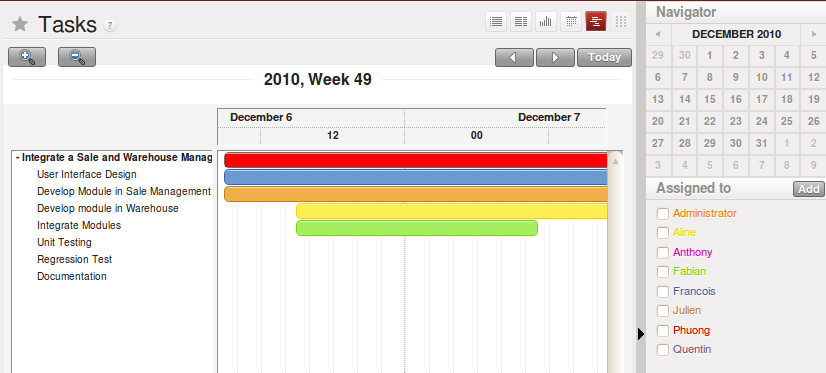 Tasks ?
Today
2010, Week 49
December 6 December 7
12 00
- Integrate a Sale and Warehouse Manag
User Interface Design
Develop Module in Sale Management
Develop module in Warehouse
Integrate Modules
Unit Testing
Regression Test
Documentation
Navigator
DECEMBER 2010
29 30 1 2 3 4 5
6 7 8 9 10 11 12
13 14 15 16 17 18 19
20 21 22 23 24 25 26
27 28 29 30 31 1 2
3 4 5 6 7 8 9
Assigned to Add
Administrator
Aline
Anthony
Fabian
Francois
Julien
Phuong
Quentin